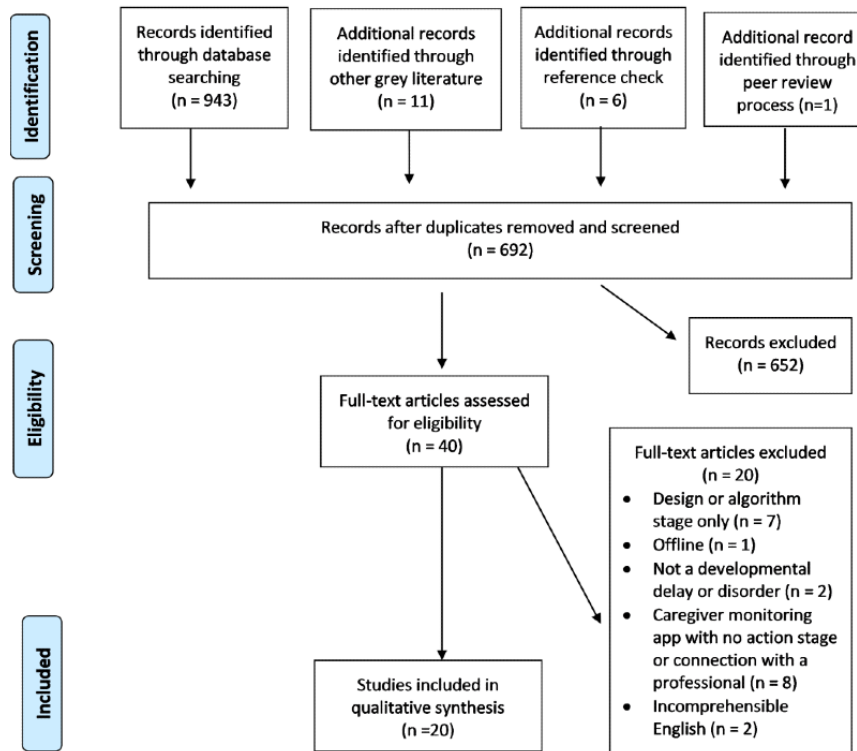 Identification
Records identified
through database
searching
(n = 943)
Additional records
identified through
other grey literature
(n = 11)
Additional records
identified through
reference check
(n = 6)
Additional record
identified through
peer review
process (n=1)
Screening
Records after duplicates removed and screened
(n = 692)
Records excluded
(n = 652)
Eligibility
Full-text articles assessed
for eligibility
(n = 40)
Full-text articles excluded
(n = 20)
• Design or algorithm
stage only (n = 7)
• Offline (n = 1)
• Not a developmental
delay or disorder (n = 2)
• Caregiver monitoring
app with no action stage
or connection with a
professional (n = 8)
• Incomprehensible
English (n = 2)
Included
Studies included in
qualitative synthesis
(n =20)